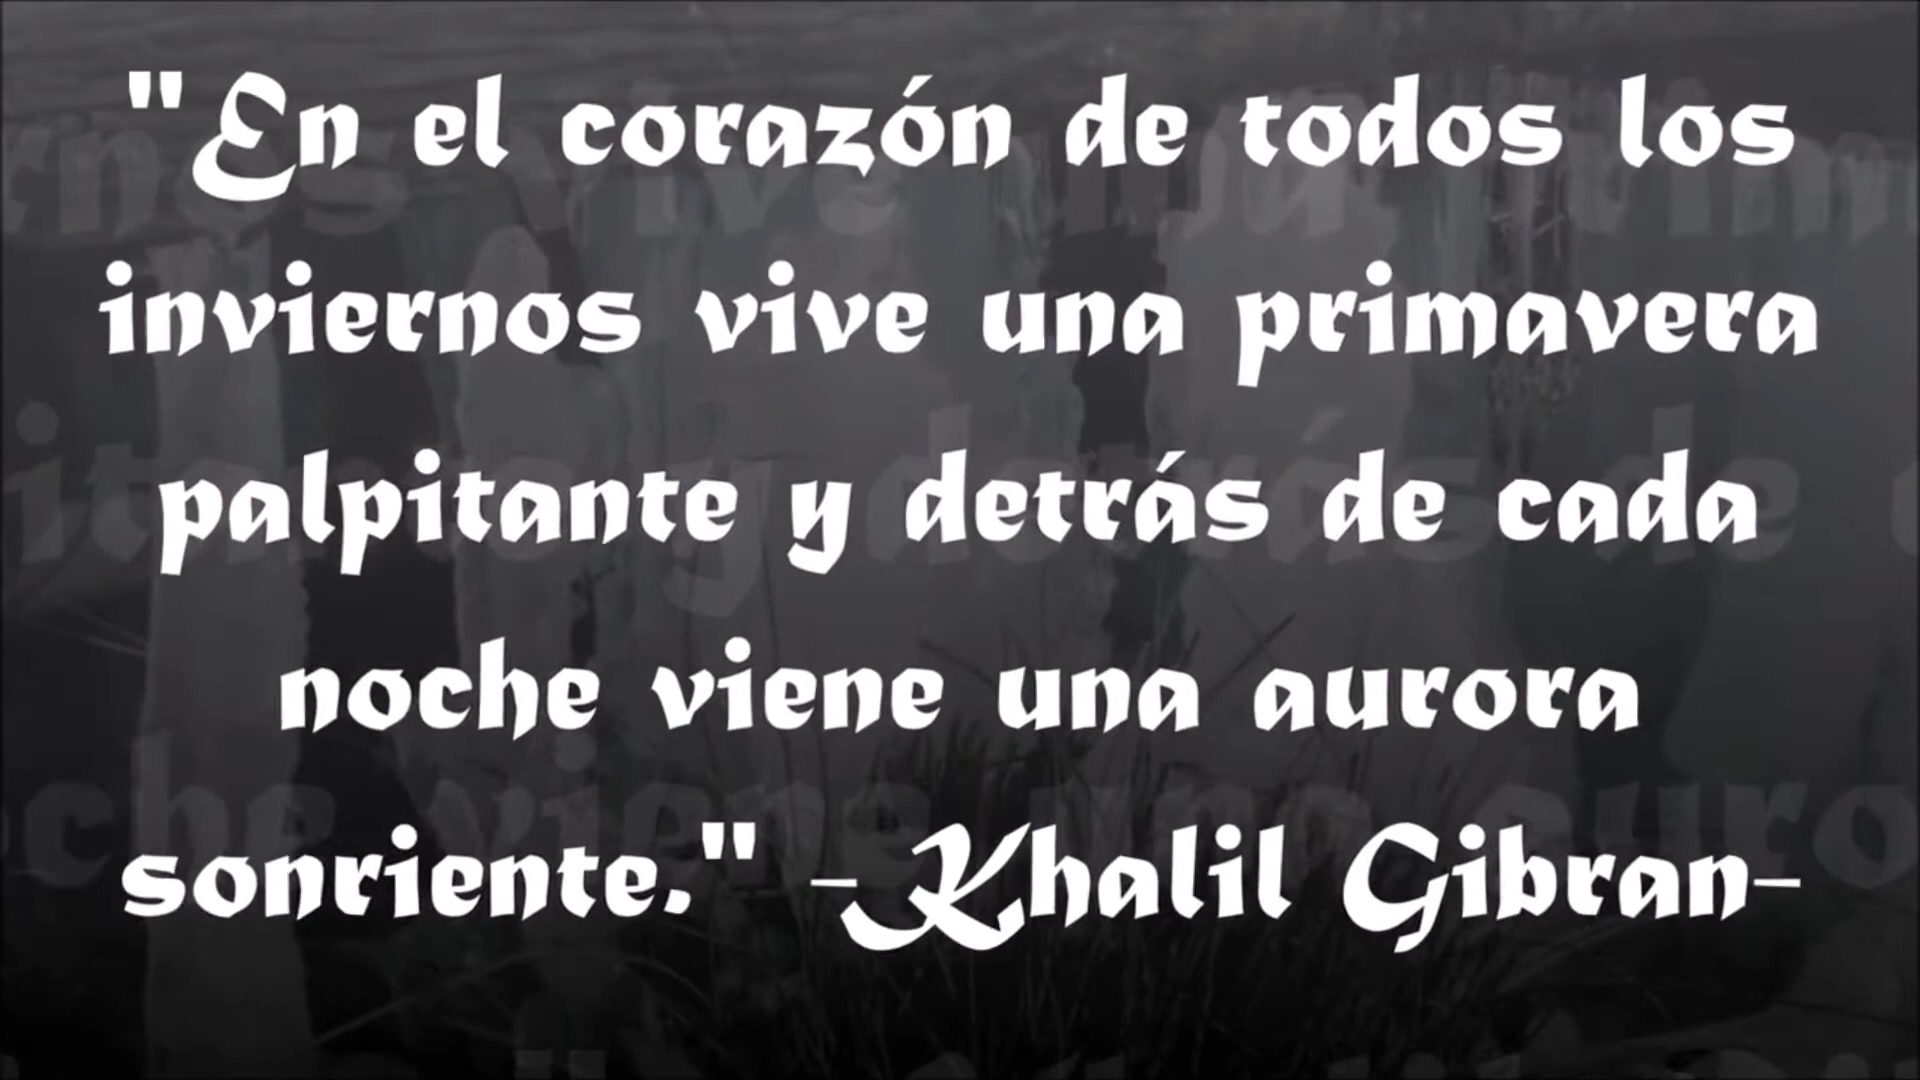 "En el corazón de todos los
inviernos vive una primavera
palpitante y detrás de cada
noche viene una aurora
sonriente." -Khalil Gibran-